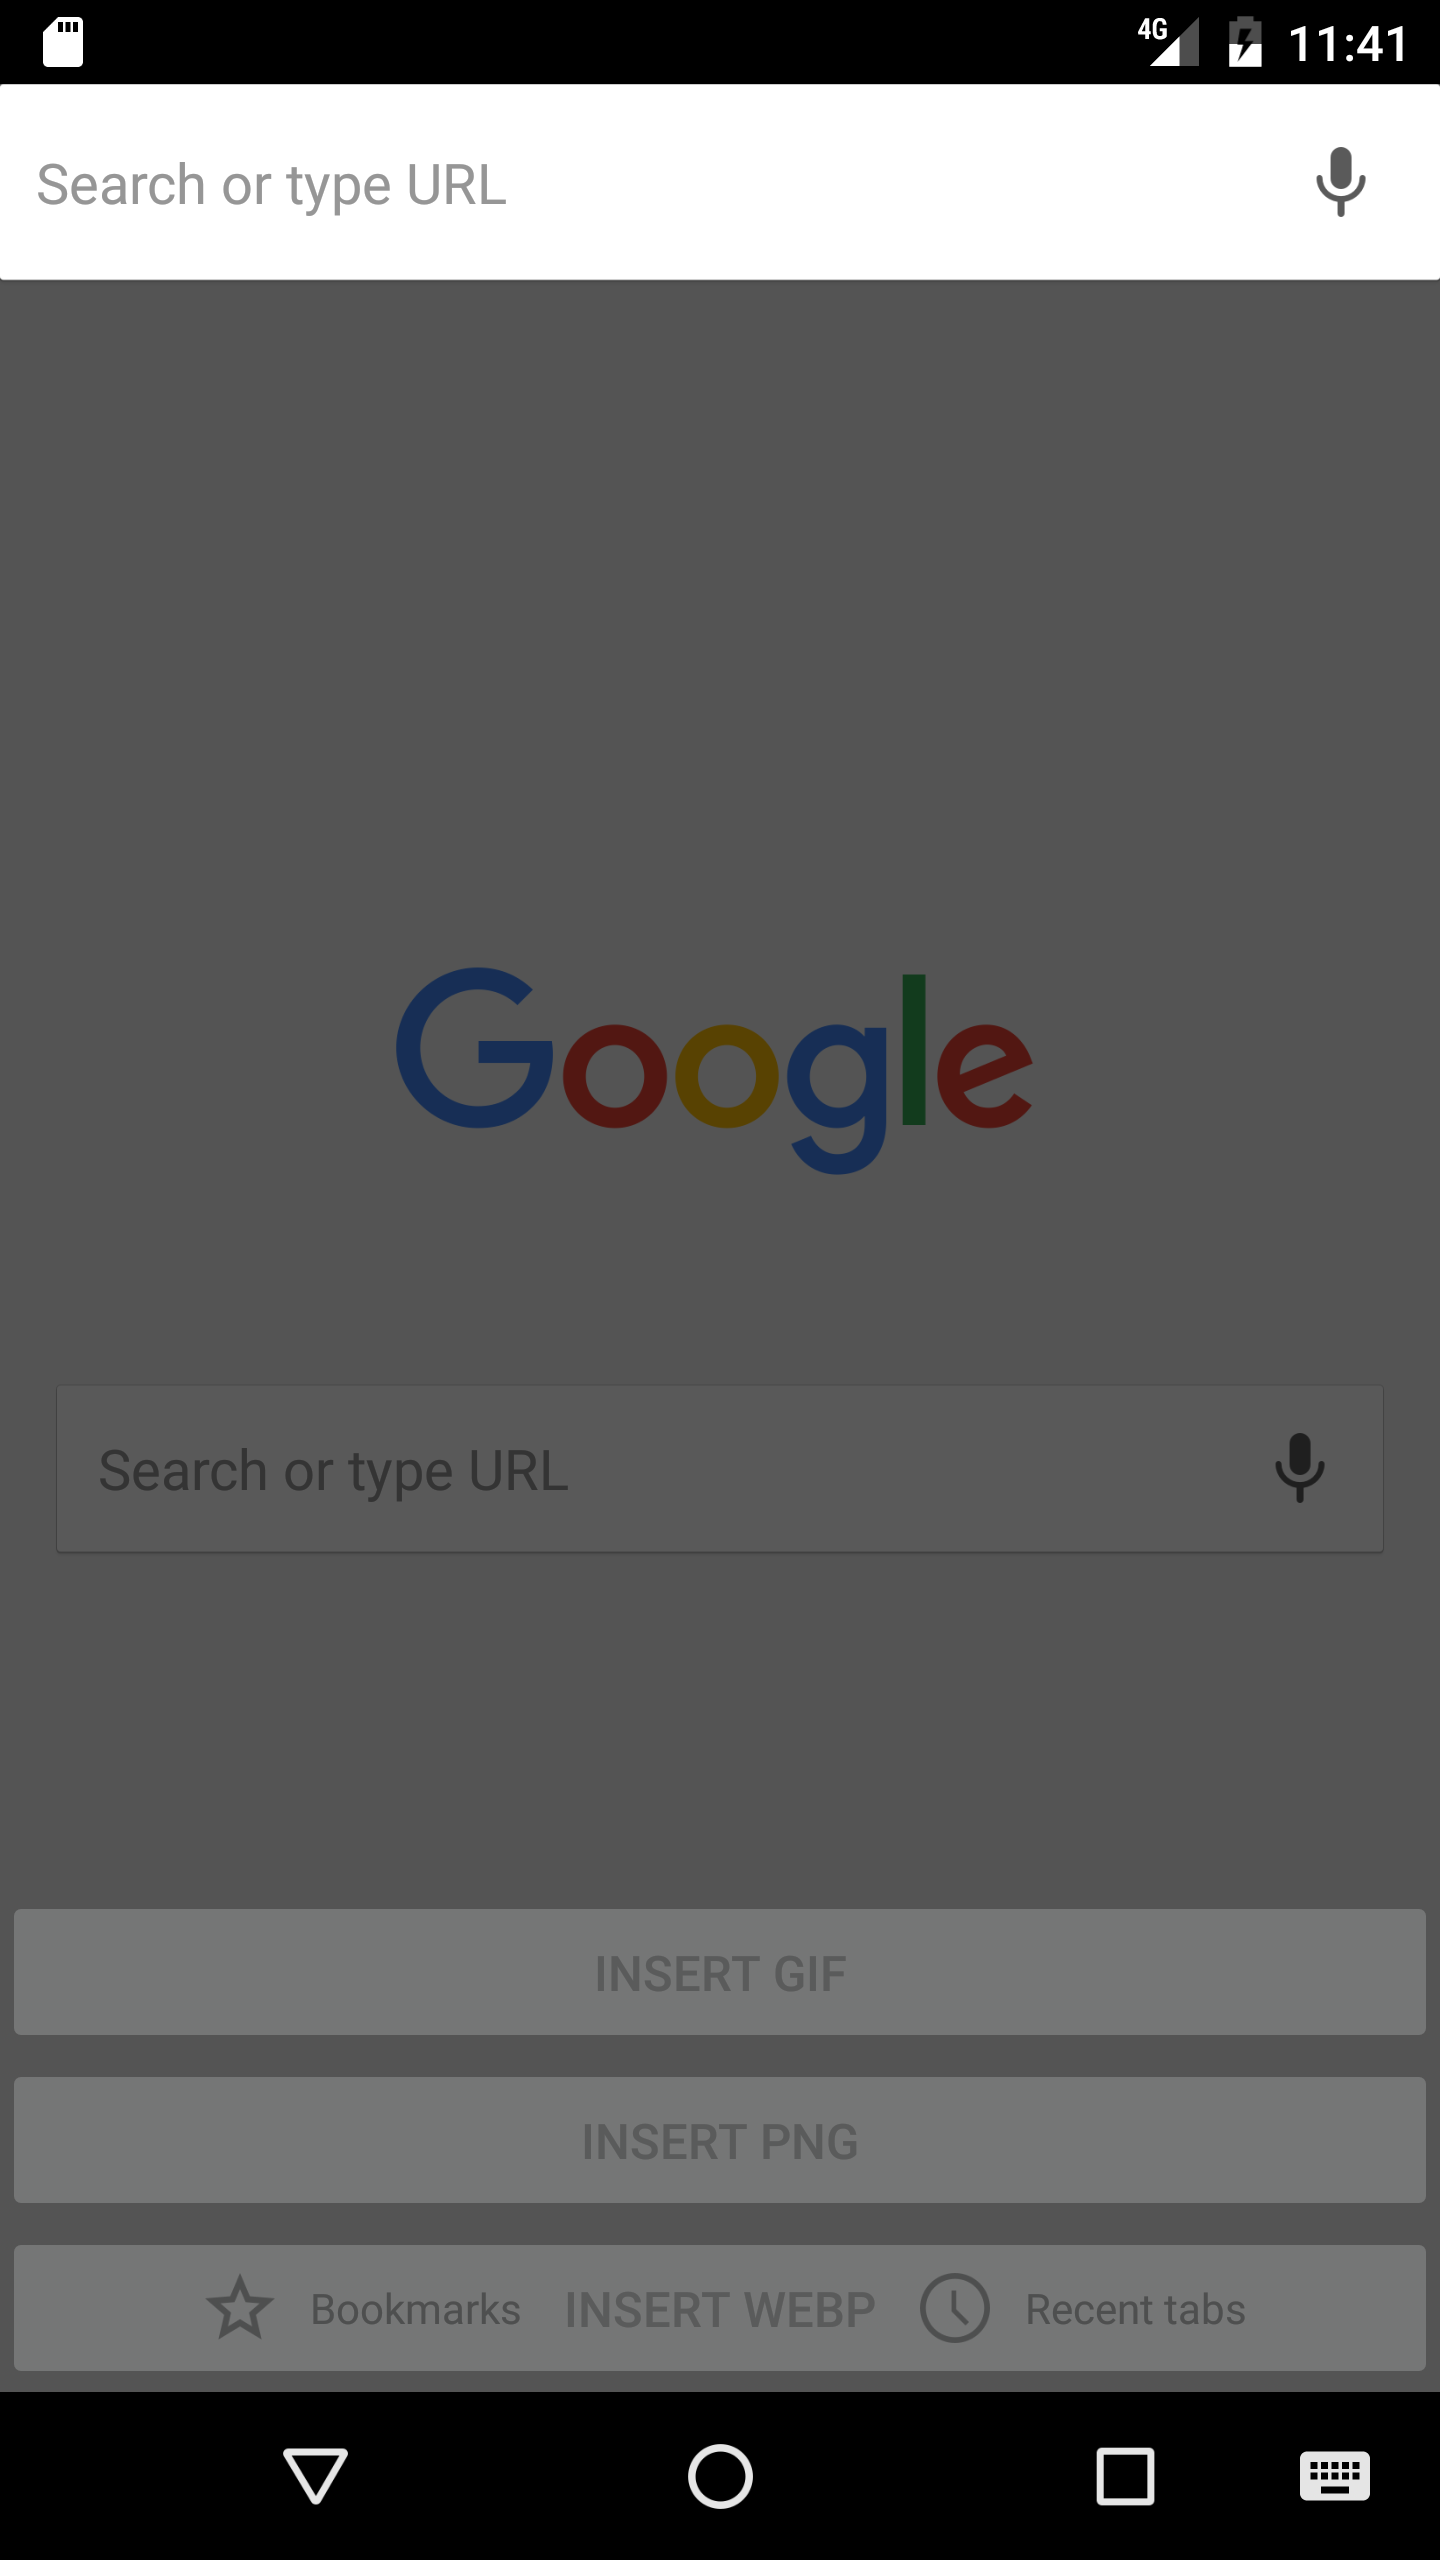 4G 11:41
Search or type URL
Google
Search or type URL
INSERT GIF
INSERT PNG
Bookmarks INSERT WEBP Recent tabs